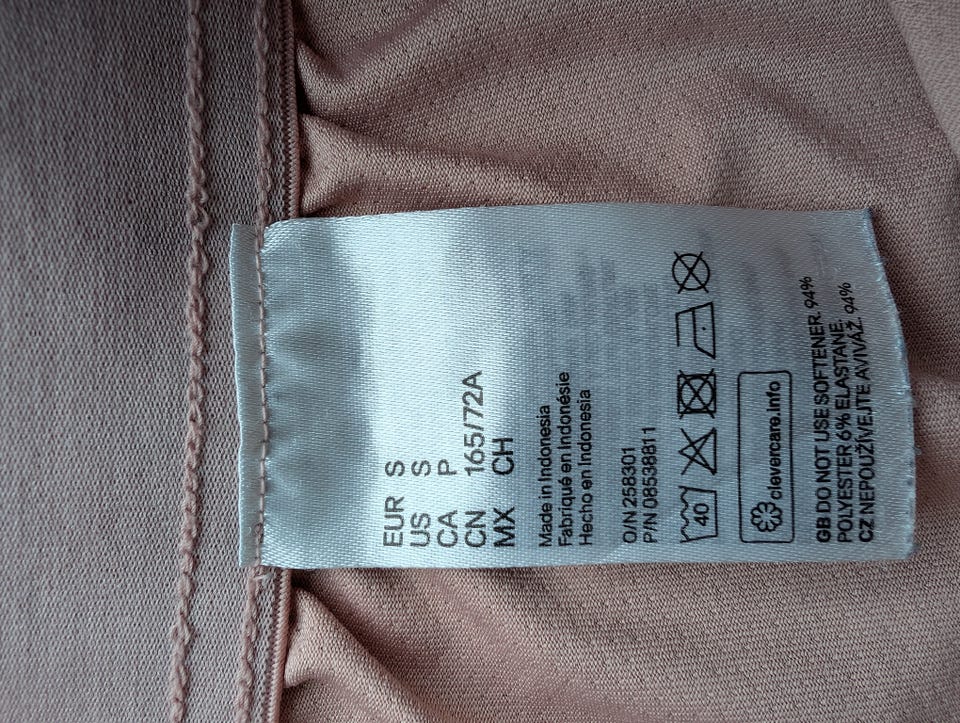 EUR S
US S
CA P
CN 165/72A
MX CH
Made in Indonesia
Fabriqué en Indonésie
Hecho en Indonesia
O/N 258301
P/N 08538811
40
clevercare.info
GB DO NOT USE SOFTENER. 94%
POLYESTER 6% ELASTANE.
CZ NEPOUŽÍVEJTE AVIVÁŽ. 94%